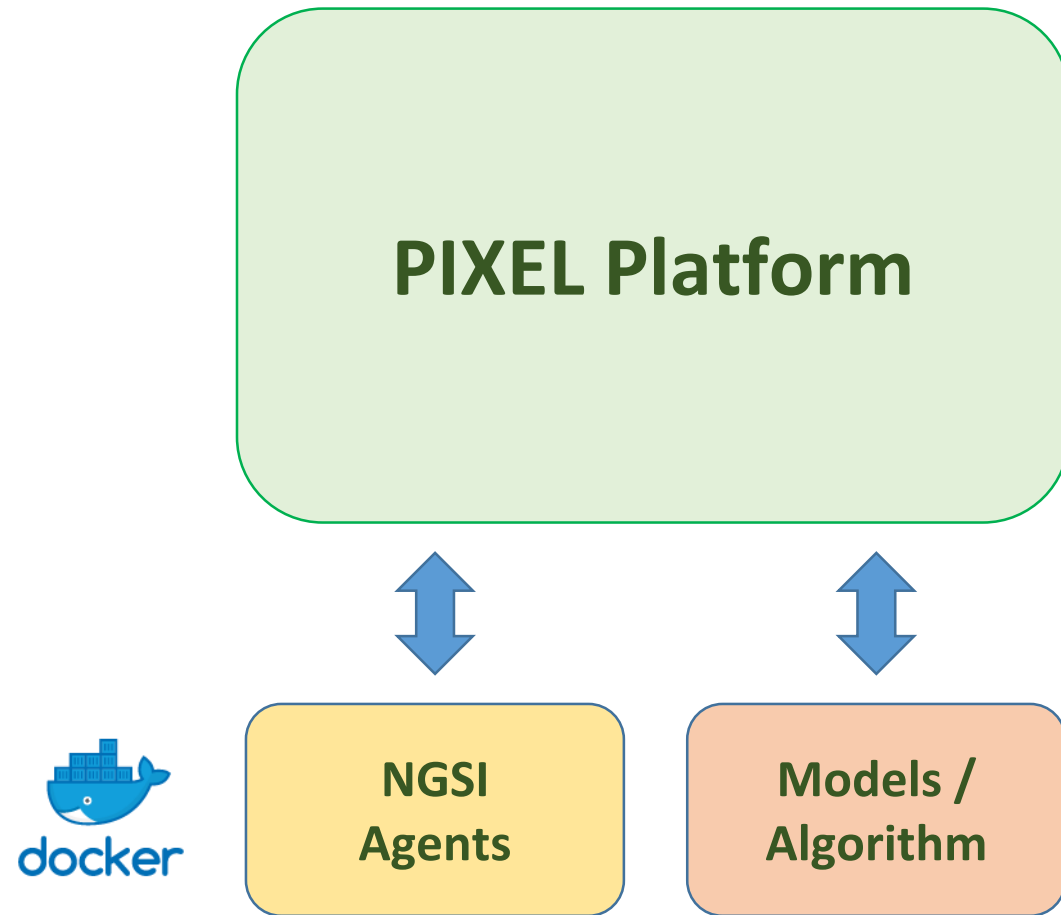 PIXEL Platform
NGSI
Agents
Models /
Algorithm
docker